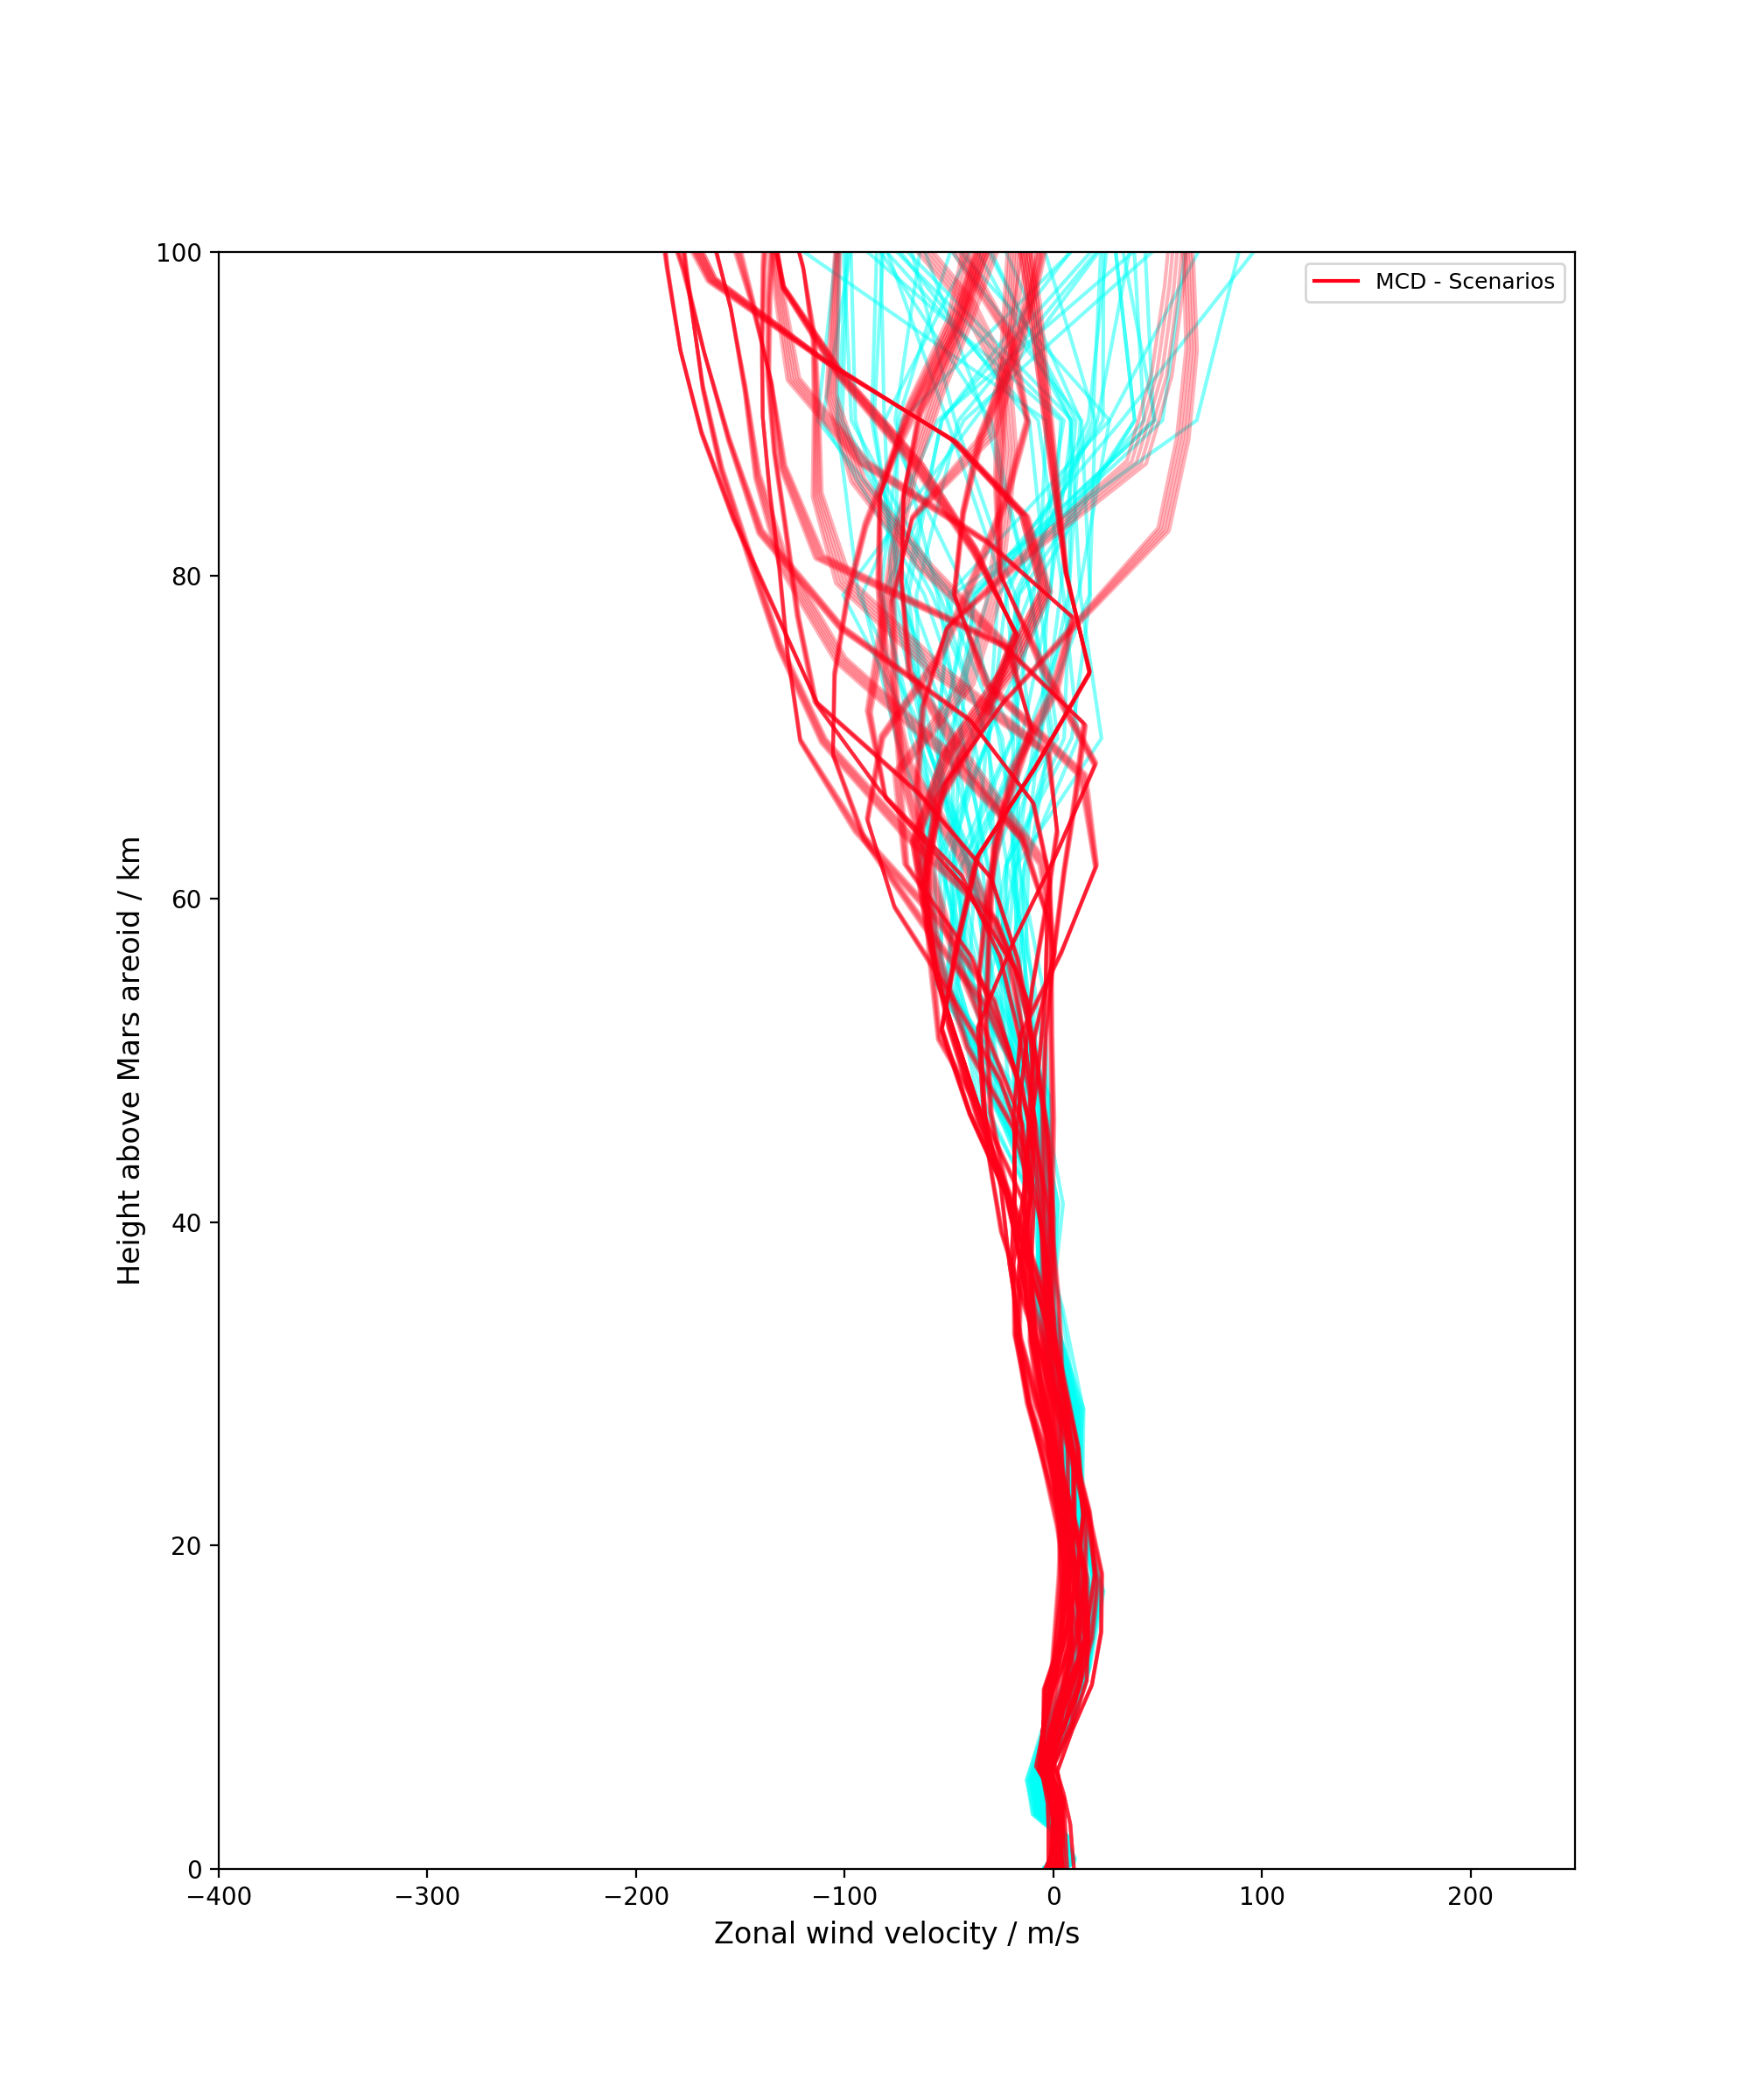 MCD - Scenarios
100
80
60
40
20
0
Height above Mars areoid / km
−400 −300 −200 −100 0 100 200
Zonal wind velocity / m/s